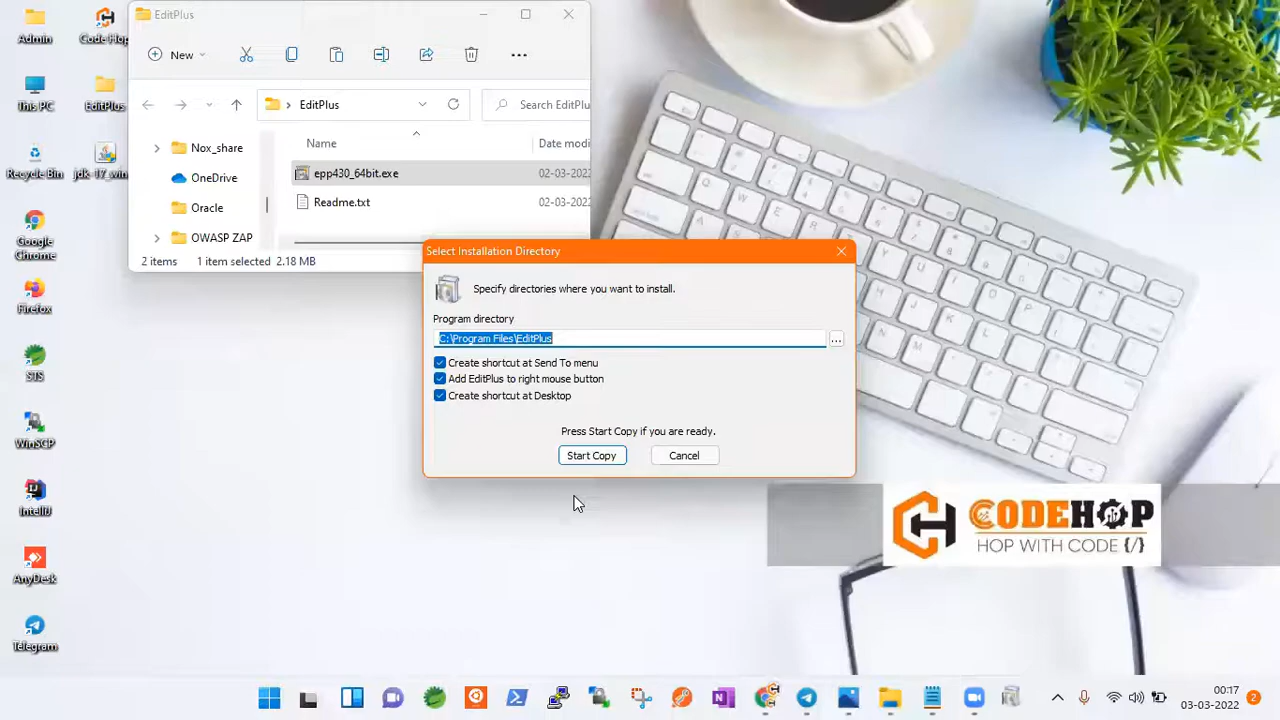 EditPlus
New
EditPlus
Search EditPlu
Name
Date modi
Nox_share
OneDrive
Oracle
OWASP ZAP
epp430_64bit.exe
02-03-2022
Readme.txt
02-03-2022
2 items
1 item selected 2.18 MB
Select Installation Directory
Specify directories where you want to install.
Program directory
C:\Program Files\EditPlus
...
Create shortcut at Send To menu
Add EditPlus to right mouse button
Create shortcut at Desktop
Press Start Copy if you are ready.
Start Copy
Cancel
Admin
Code Hop
This PC
EditPlus
Recycle Bin
jdk-17_win
Google
Chrome
Firefox
STS
WinSCP
IntelliJ
AnyDesk
Telegram
CODEHOP
HOP WITH CODE {/}
00:17
03-03-2022
2